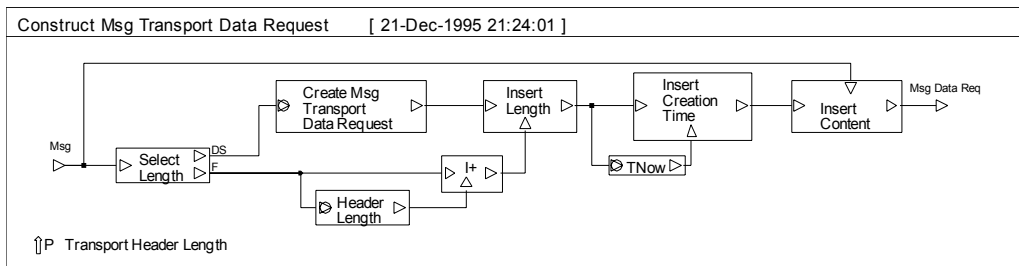 Construct Msg Transport Data Request [ 21-Dec-1995 21:24:01 ]
Create Msg
Transport
Data Request
Insert
Length
Insert
Creation
Time
Insert
Content
Msg Data Req
Msg
Select
Length
DS
F
I+
TNow
Header
Length
P Transport Header Length